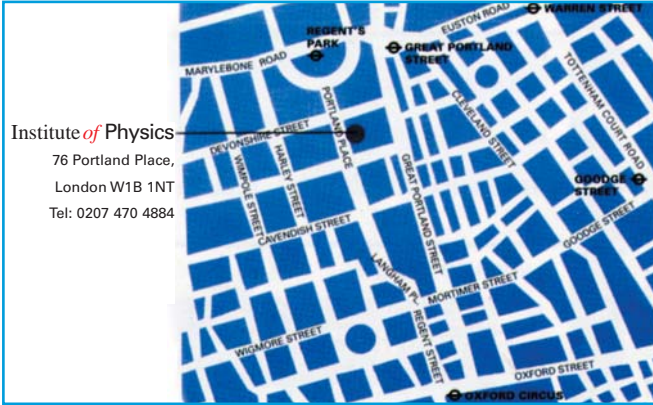 EUSTON ROAD
WARREN STREET
REGENT'S
PARK
GREAT PORTLAND
STREET
MARYLEBONE ROAD
TOTTENHAM COURT ROAD
PORTLAND PLACE
CLEVELAND STREET
Institute of Physics
76 Portland Place,
London W1B 1NT
Tel: 0207 470 4884
DEVONSHIRE STREET
HARLEY STREET
WIMPOLE STREET
GREAT PORTLAND STREET
GOODGE
STREET
CAVENDISH STREET
GOODGE STREET
LANGHAM PL.
MORTIMER STREET
REGENT STREET
WIGMORE STREET
OXFORD STREET
OXFORD CIRCUS